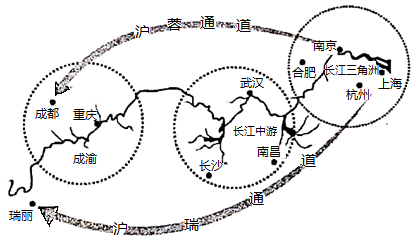 沪蓉通道
南京
合肥
长江三角洲
上海
杭州
武汉
成都
重庆
长江中游
成渝
长沙
南昌
瑞丽
沪瑞通道